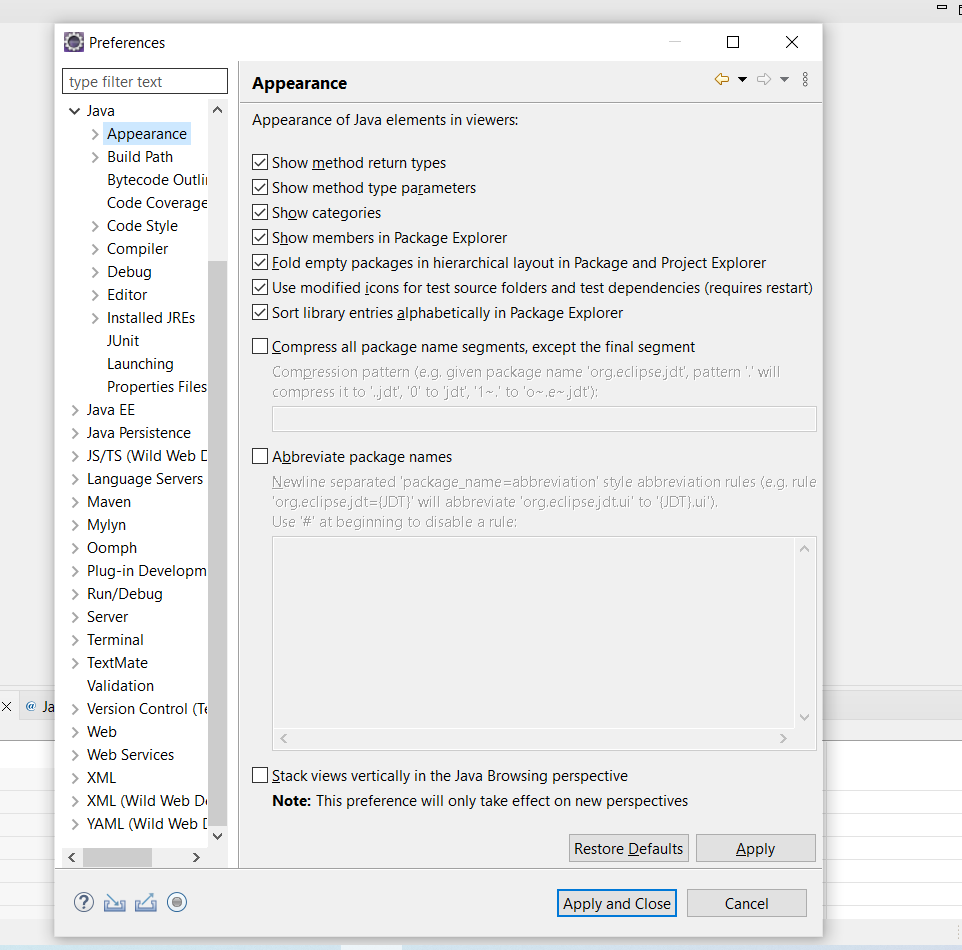 Preferences
type filter text
Java
Appearance
Build Path
Bytecode Outli
Code Coverage
Code Style
Compiler
Debug
Editor
Installed JREs
JUnit
Launching
Properties Files
Java EE
Java Persistence
JS/TS (Wild Web D
Language Servers
Maven
Mylyn
Oomph
Plug-in Developm
Run/Debug
Server
Terminal
TextMate
Validation
Version Control (Te
Web
Web Services
XML
XML (Wild Web De
YAML (Wild Web D
Appearance
Appearance of Java elements in viewers:
Show method return types
Show method type parameters
Show categories
Show members in Package Explorer
Fold empty packages in hierarchical layout in Package and Project Explorer
Use modified icons for test source folders and test dependencies (requires restart)
Sort library entries alphabetically in Package Explorer
Compress all package name segments, except the final segment
Compression pattern (e.g. given package name 'org.eclipse.jdt', pattern '.' will
compress it to '..jdt', '0' to 'jdt', '1~.' to 'o~.e~.jdt'):
Abbreviate package names
Newline separated 'package_name=abbreviation' style abbreviation rules (e.g. rule
'org.eclipse.jdt={JDT}' will abbreviate 'org.eclipse.jdt.ui' to '{JDT}.ui').
Use '#' at beginning to disable a rule:
Stack views vertically in the Java Browsing perspective
Note: This preference will only take effect on new perspectives
Restore Defaults
Apply
Apply and Close
Cancel
@ Ja